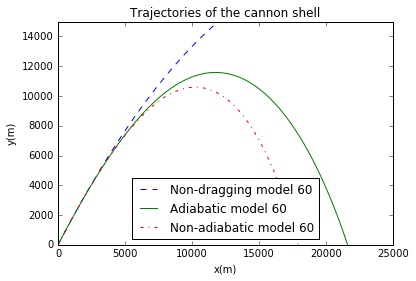 Trajectories of the cannon shell
y(m)
14000
12000
10000
8000
6000
4000
2000
0
Non-dragging model 60
Adiabatic model 60
Non-adiabatic model 60
0 5000 10000 15000 20000 25000
x(m)